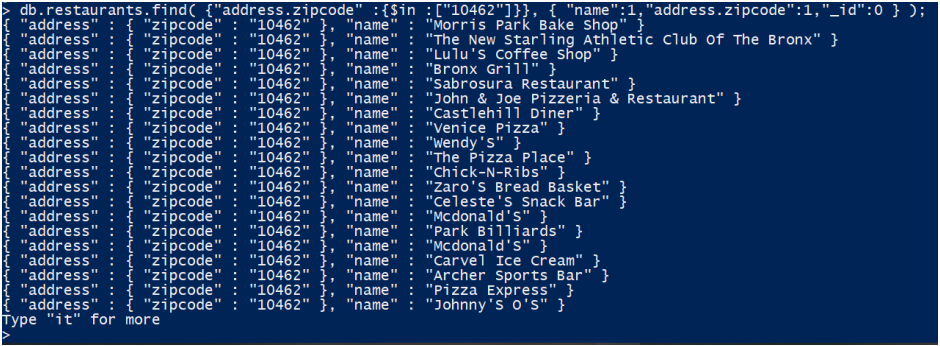 > db.restaurants.find( {"address.zipcode" :{$in :["10462"]}}, { "name":1,"address.zipcode":1,"_id":0 } );
{ "address" : { "zipcode" : "10462" }, "name" : "Morris Park Bake Shop" }
{ "address" : { "zipcode" : "10462" }, "name" : "The New Starling Athletic Club Of The Bronx" }
{ "address" : { "zipcode" : "10462" }, "name" : "Lulu'S Coffee Shop" }
{ "address" : { "zipcode" : "10462" }, "name" : "Bronx Grill" }
{ "address" : { "zipcode" : "10462" }, "name" : "Sabrosura Restaurant" }
{ "address" : { "zipcode" : "10462" }, "name" : "John & Joe Pizzeria & Restaurant" }
{ "address" : { "zipcode" : "10462" }, "name" : "Castlehill Diner" }
{ "address" : { "zipcode" : "10462" }, "name" : "Venice Pizza" }
{ "address" : { "zipcode" : "10462" }, "name" : "Wendy'S" }
{ "address" : { "zipcode" : "10462" }, "name" : "The Pizza Place" }
{ "address" : { "zipcode" : "10462" }, "name" : "Chick-N-Ribs" }
{ "address" : { "zipcode" : "10462" }, "name" : "Zaro'S Bread Basket" }
{ "address" : { "zipcode" : "10462" }, "name" : "Celeste'S Snack Bar" }
{ "address" : { "zipcode" : "10462" }, "name" : "Mcdonald'S" }
{ "address" : { "zipcode" : "10462" }, "name" : "Park Billiards" }
{ "address" : { "zipcode" : "10462" }, "name" : "Mcdonald'S" }
{ "address" : { "zipcode" : "10462" }, "name" : "Carvel Ice Cream" }
{ "address" : { "zipcode" : "10462" }, "name" : "Archer Sports Bar" }
{ "address" : { "zipcode" : "10462" }, "name" : "Pizza Express" }
{ "address" : { "zipcode" : "10462" }, "name" : "Johnny'S O'S" }
Type "it" for more
>